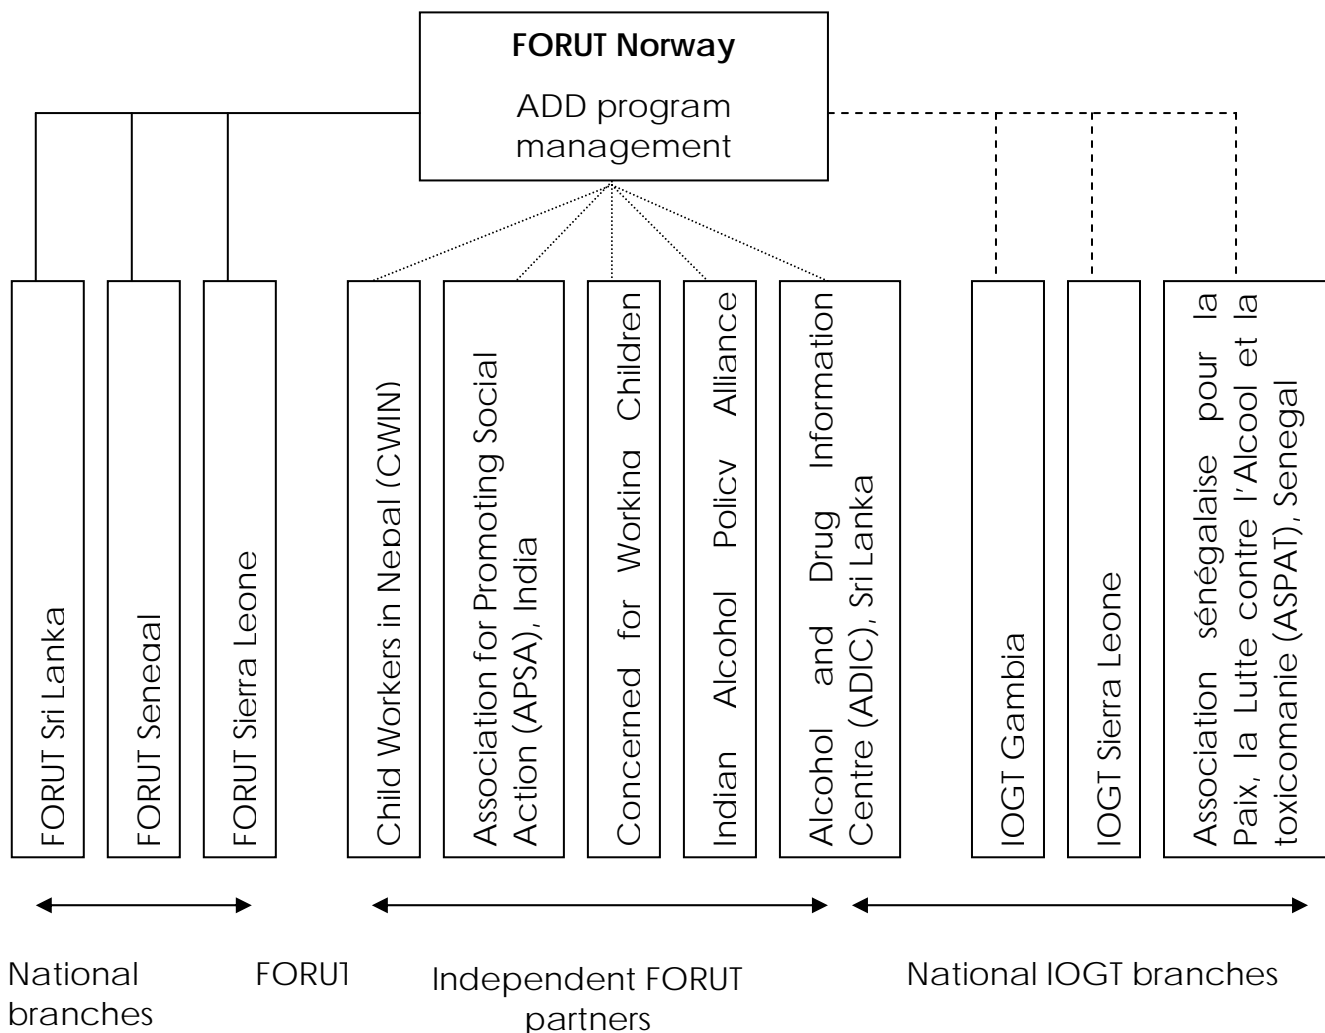 FORUT Norway
ADD program
management
FORUT Sri Lanka
FORUT Senegal
FORUT Sierra Leone
Child Workers in Nepal (CWIN)
Association for Promoting Social
Action (APSA), India
Concerned for Working Children
Indian Alcohol Policy Alliance
Alcohol and Drug Information
Centre (ADIC), Sri Lanka
IOGT Gambia
IOGT Sierra Leone
Association sénégalaise pour la
Paix, la Lutte contre l'Alcool et la
toxicomanie (ASPAT), Senegal
National FORUT
branches
Independent FORUT
partners
National IOGT branches